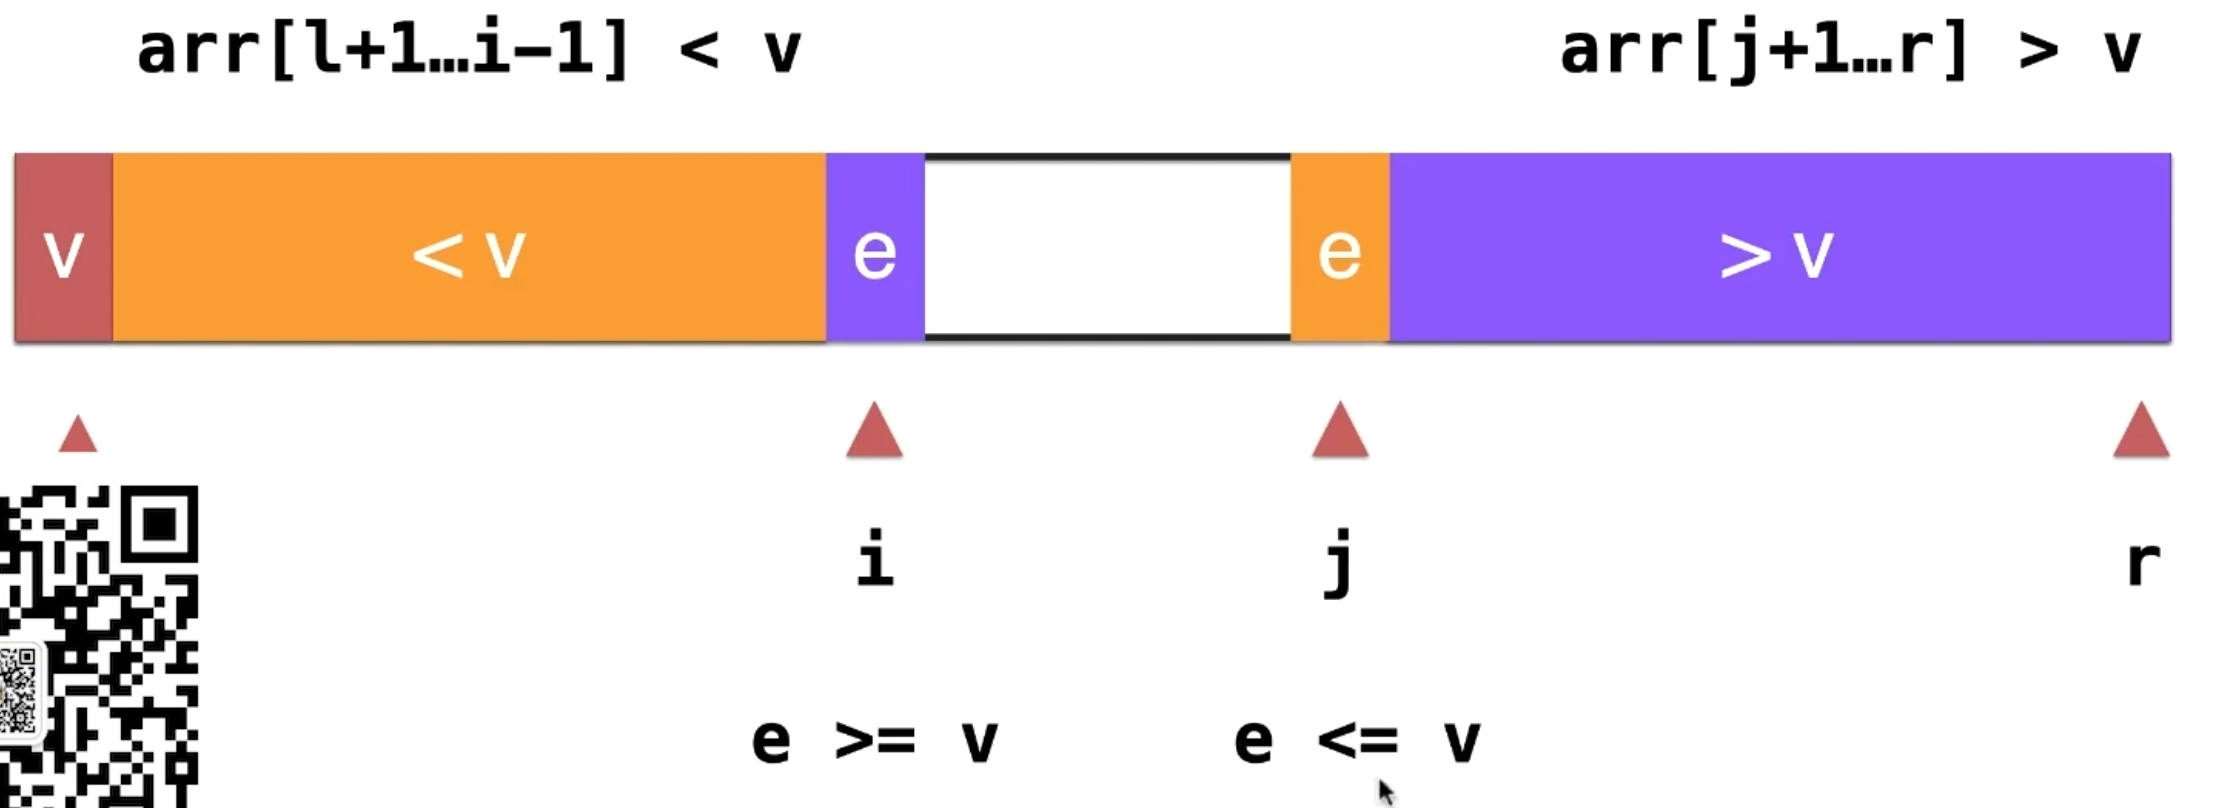 arr[l+1…i-1] < v arr[j+1…r] > v
v < v e e > v
i j r
e >= v e <= v